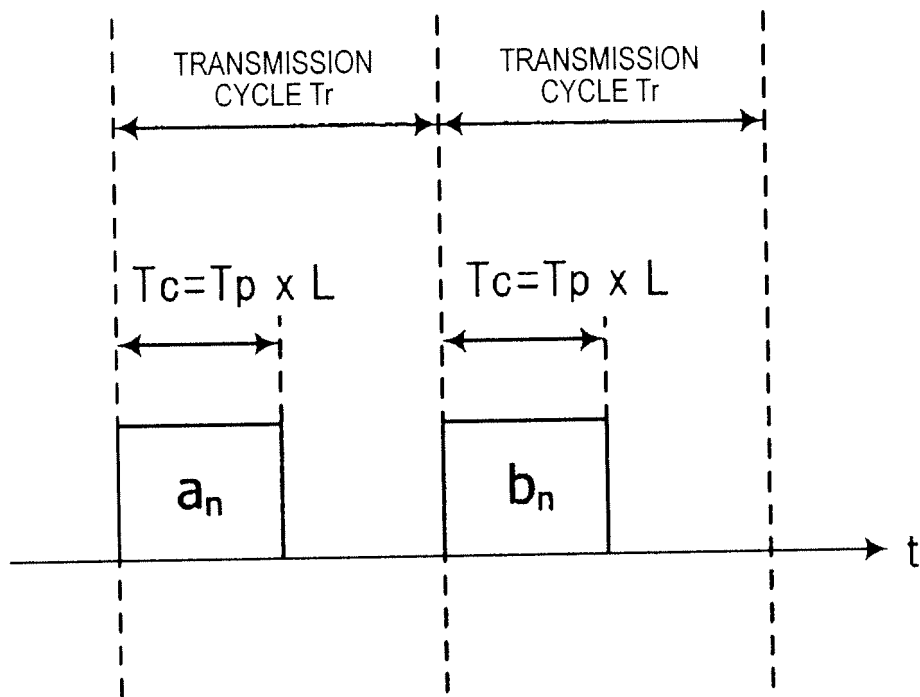 TRANSMISSION
CYCLE Tr
TRANSMISSION
CYCLE Tr
Tc=Tp x L
Tc=Tp x L
an
bn
t